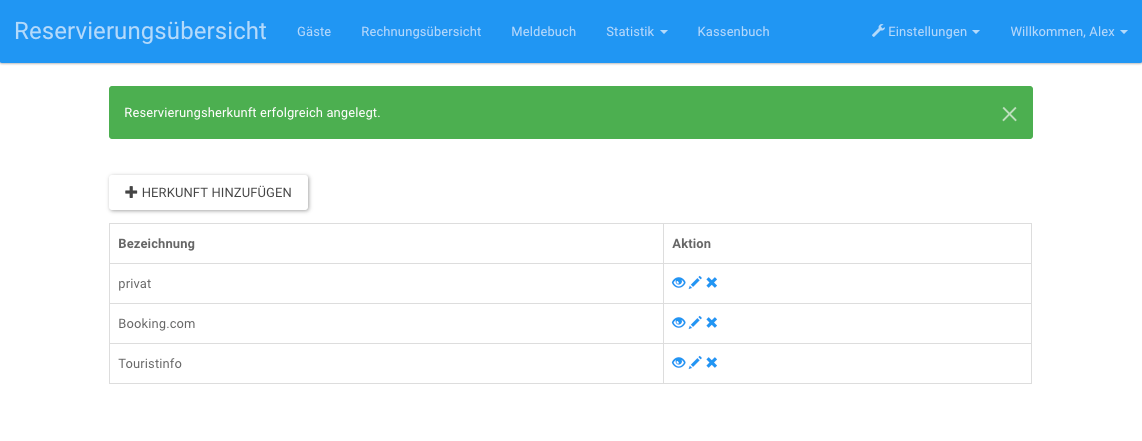 Reservierungsübersicht Gäste Rechnungsübersicht Meldebuch Statistik Kassenbuch Einstellungen Willkommen, Alex
Reservierungsherkunft erfolgreich angelegt.
HERKUNFT HINZUFÜGEN
Bezeichnung Aktion
privat
Booking.com
Touristinfo